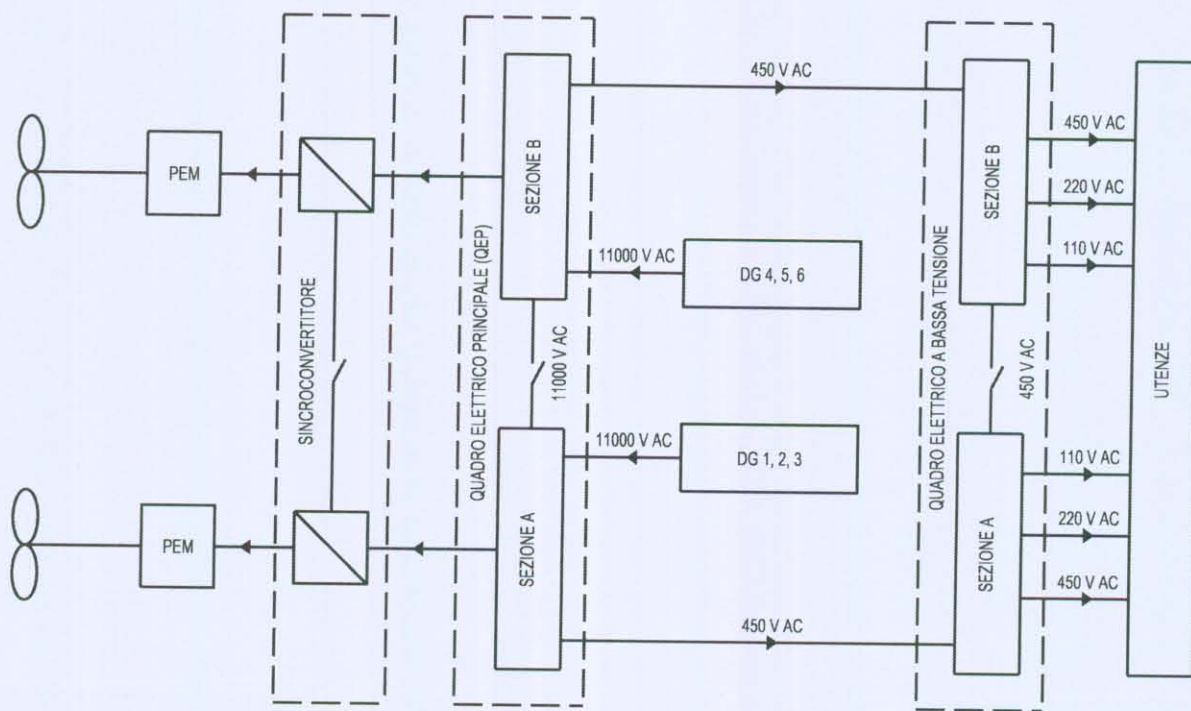 PEM
PEM
SINCROCONVERTITORE
QUADRO ELETTRICO PRINCIPALE (QEP)
SEZIONE B
SEZIONE A
11000 V AC
450 V AC
11000 V AC
DG 4, 5, 6
11000 V AC
DG 1, 2, 3
450 V AC
QUADRO ELETTRICO A BASSA TENSIONE
SEZIONE B
SEZIONE A
450 V AC
450 V AC
220 V AC
110 V AC
110 V AC
220 V AC
450 V AC
UTENZE